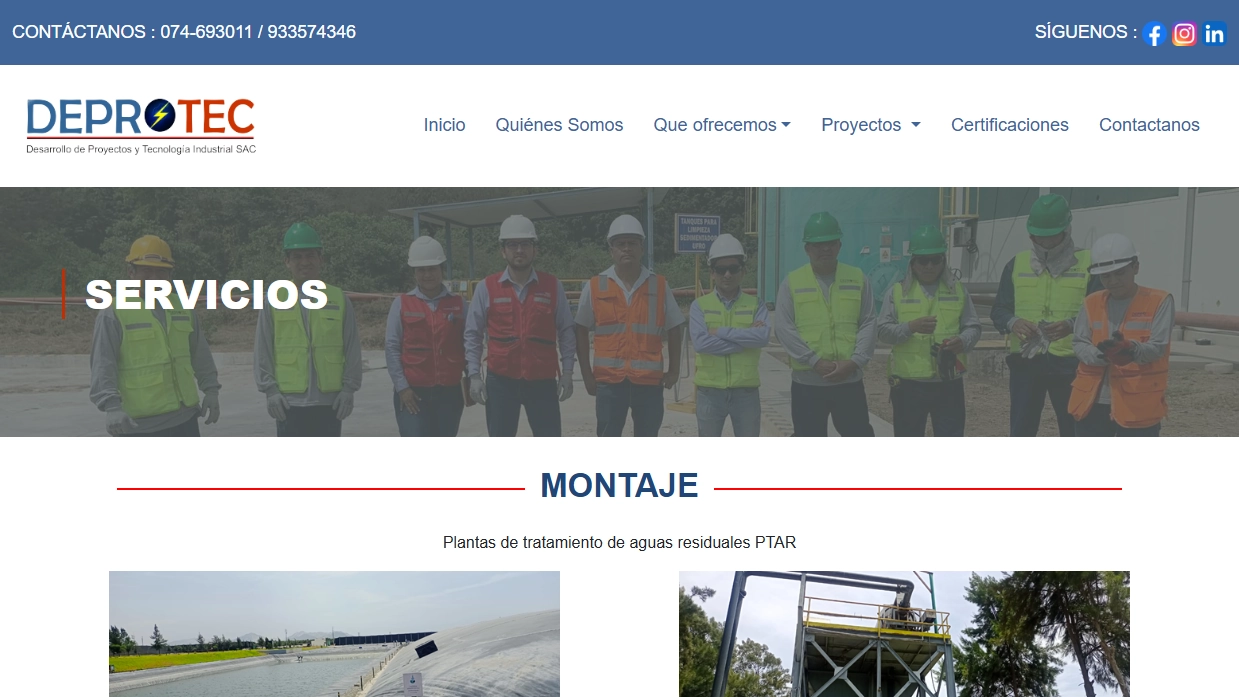 CONTÁCTANOS : 074-693011 / 933574346
SÍGUENOS :
DEPROTEC
Desarrollo de Proyectos y Tecnología Industrial SAC
Inicio
Quiénes Somos
Que ofrecemos
Proyectos
Certificaciones
Contactanos
TANQUES PARA
LIMPIEZA
SERVICIOS
MONTAJE
Plantas de tratamiento de aguas residuales PTAR